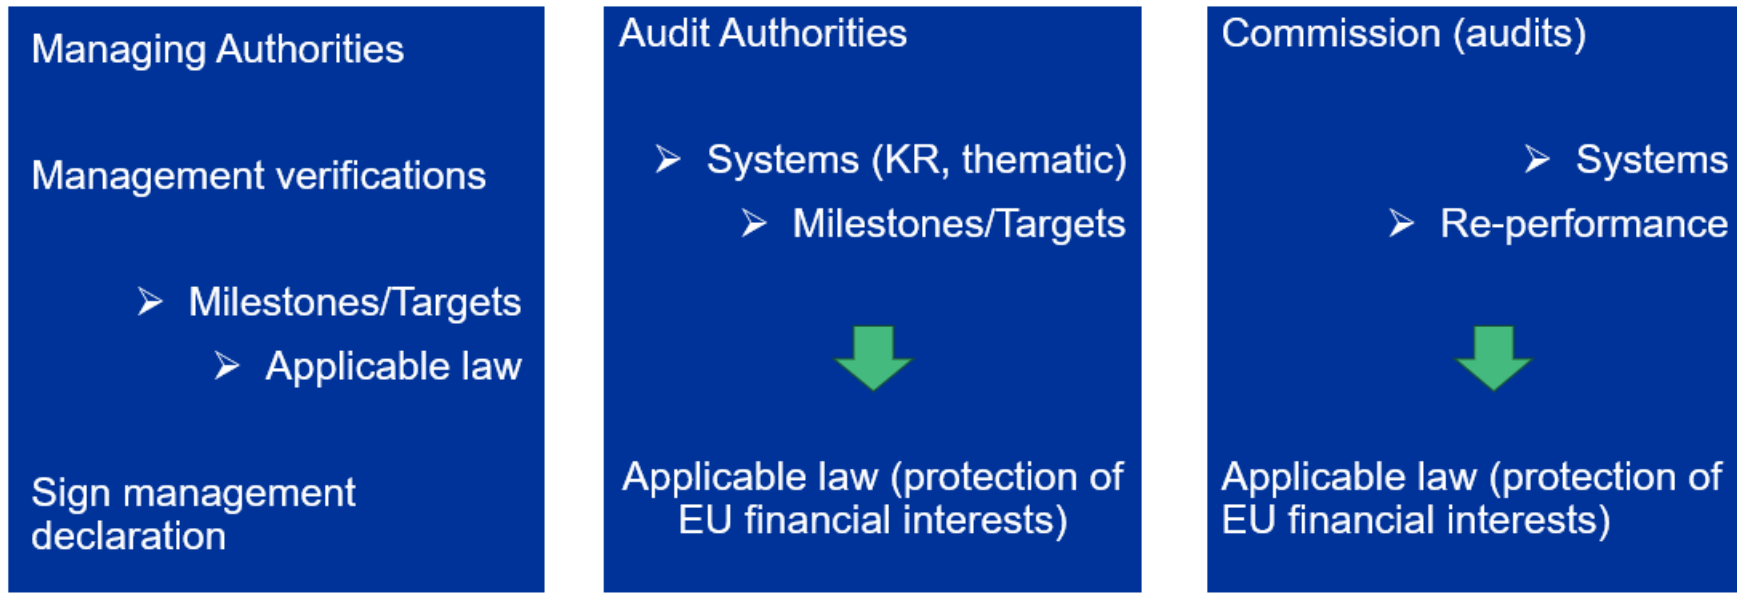 Managing Authorities
Management verifications
➢ Milestones/Targets
➢ Applicable law
Sign management
declaration
Audit Authorities
➢ Systems (KR, thematic)
➢ Milestones/Targets
Applicable law (protection of
EU financial interests)
Commission (audits)
➢ Systems
➢ Re-performance
Applicable law (protection of
EU financial interests)